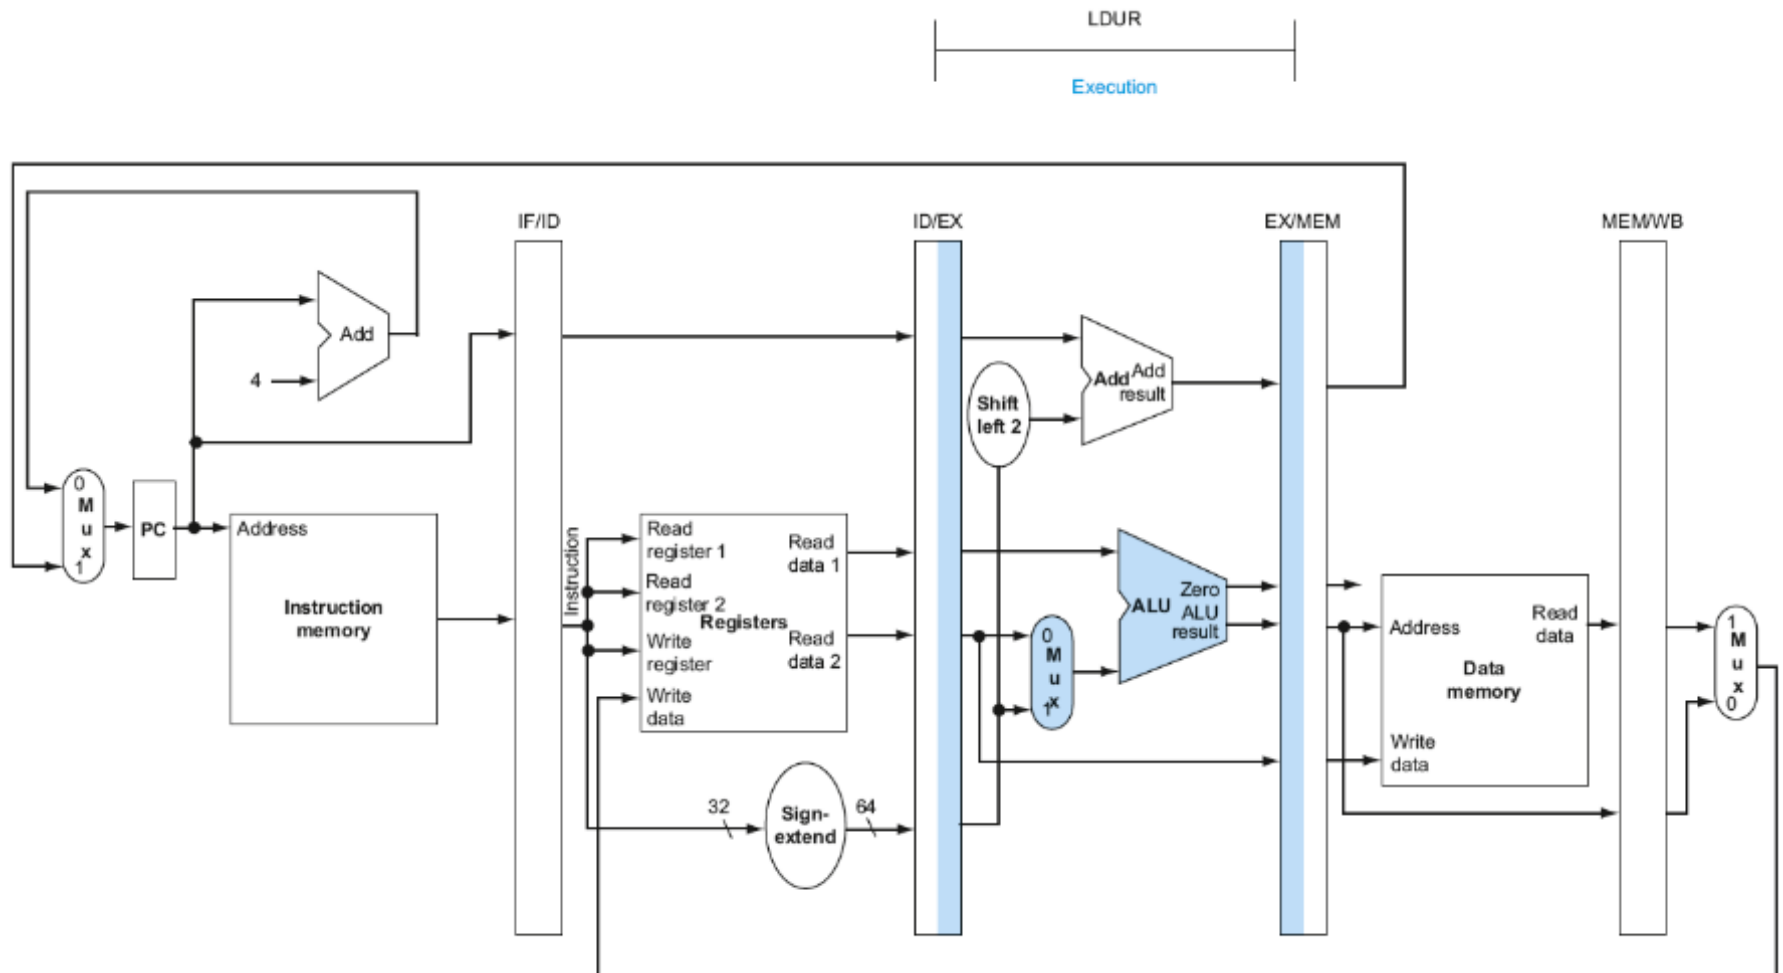 LDUR
Execution
IF/ID
ID/EX
EX/MEM
MEM/WB
Add
4
Add
Add
result
Shift
left 2
0
M
u
x
1
PC
Address
Instruction
memory
Instruction
Read
register 1
Read
register 2
Write
register
Write
data
Registers
Read
data 1
Read
data 2
0
M
u
x
1
ALU
Zero
ALU
result
Address
Read
data
Data
memory
Write
data
1
M
u
x
0
32
Sign-
extend
64